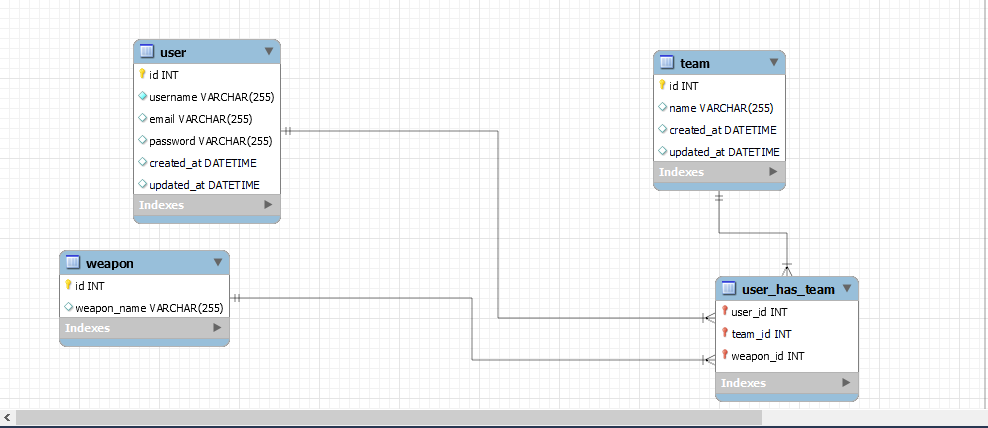 user
id INT
username VARCHAR(255)
email VARCHAR(255)
password VARCHAR(255)
created_at DATETIME
updated_at DATETIME
Indexes
team
id INT
name VARCHAR(255)
created_at DATETIME
updated_at DATETIME
Indexes
weapon
id INT
weapon_name VARCHAR(255)
Indexes
user_has_team
user_id INT
team_id INT
weapon_id INT
Indexes